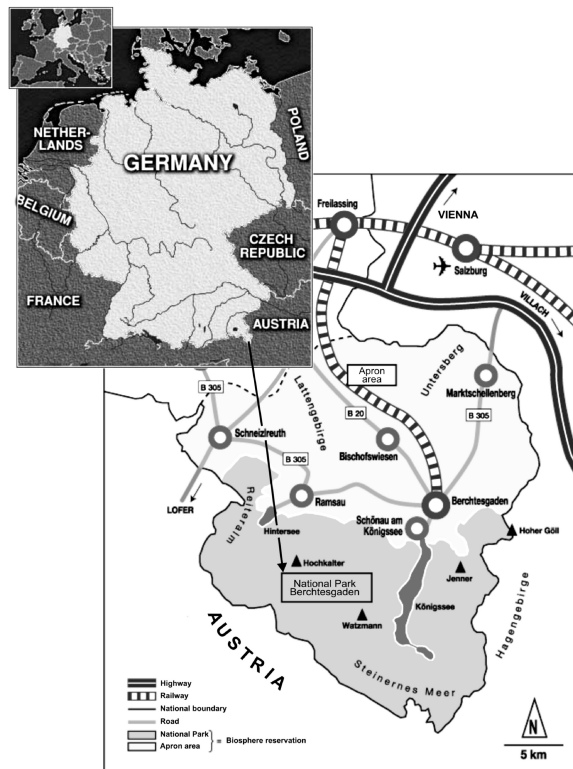 NETHER-
LANDS
GERMANY
POLAND
BELGIUM
CZECH
REPUBLIC
FRANCE
AUSTRIA
VIENNA
Freilassing
Salzburg
VILLACH
Apron
area
Untersberg
Lattengebirge
B 305
B 20
Marktschellenberg
B 305
Schneizlreuth
Bischofswiesen
B 305
Reiteralm
Ramsau
Berchtesgaden
LOFER
Hintersee
Schönau am
Königssee
Hoher Göll
Hochkalter
Jenner
National Park
Berchtesgaden
Königssee
Watzmann
Hagengebirge
AUSTRIA
Steinernes Meer
Highway
Railway
National boundary
Road
National Park
Apron area } = Biosphere reservation
N
5 km